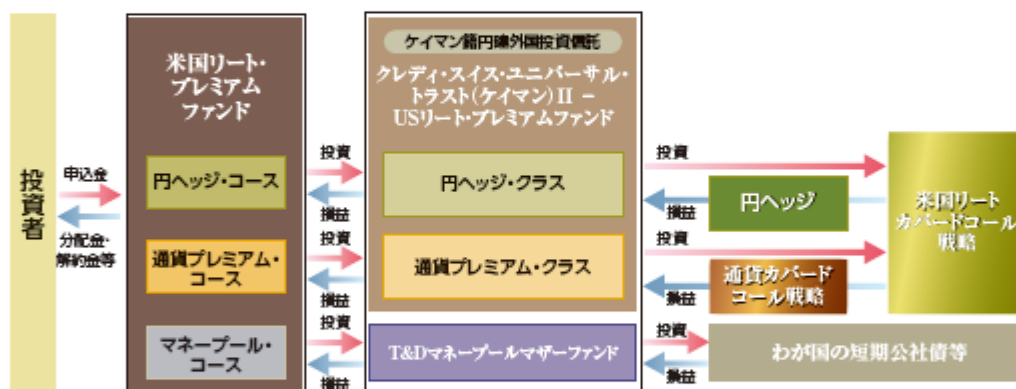 投資者
申込金
分配金・
解約金等
米国リート・
プレミアム
ファンド
円ヘッジ・コース
通貨プレミアム・
コース
マネープール・
コース
投資
損益
投資
損益
投資
損益
ケイマン籍円建外国投資信託
クレディ・スイス・ユニバーサル・
トラスト(ケイマン)Ⅱ −
USリート・プレミアムファンド
円ヘッジ・クラス
通貨プレミアム・クラス
T&Dマネープールマザーファンド
投資
円ヘッジ
損益
投資
通貨カバード
コール戦略
損益
投資
損益
米国リート
カバードコール
戦略
わが国の短期公社債等